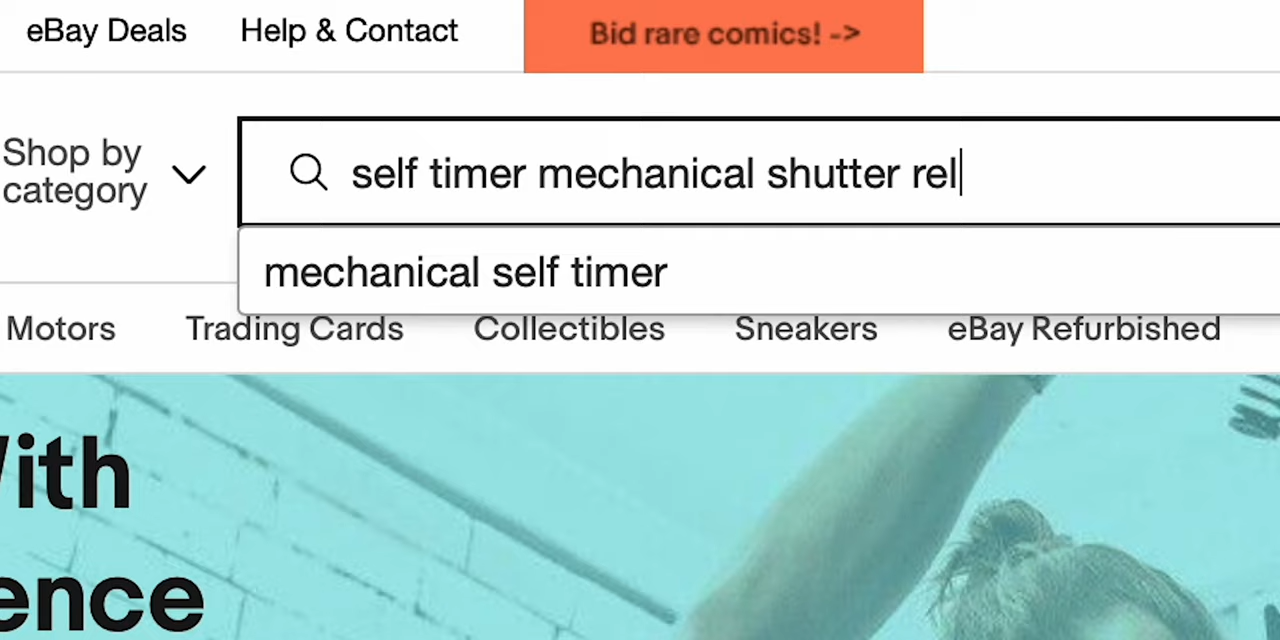 eBay Deals Help & Contact Bid rare comics! ->
Shop by
category
self timer mechanical shutter rel
mechanical self timer
Motors Trading Cards Collectibles Sneakers eBay Refurbished
ith
ence